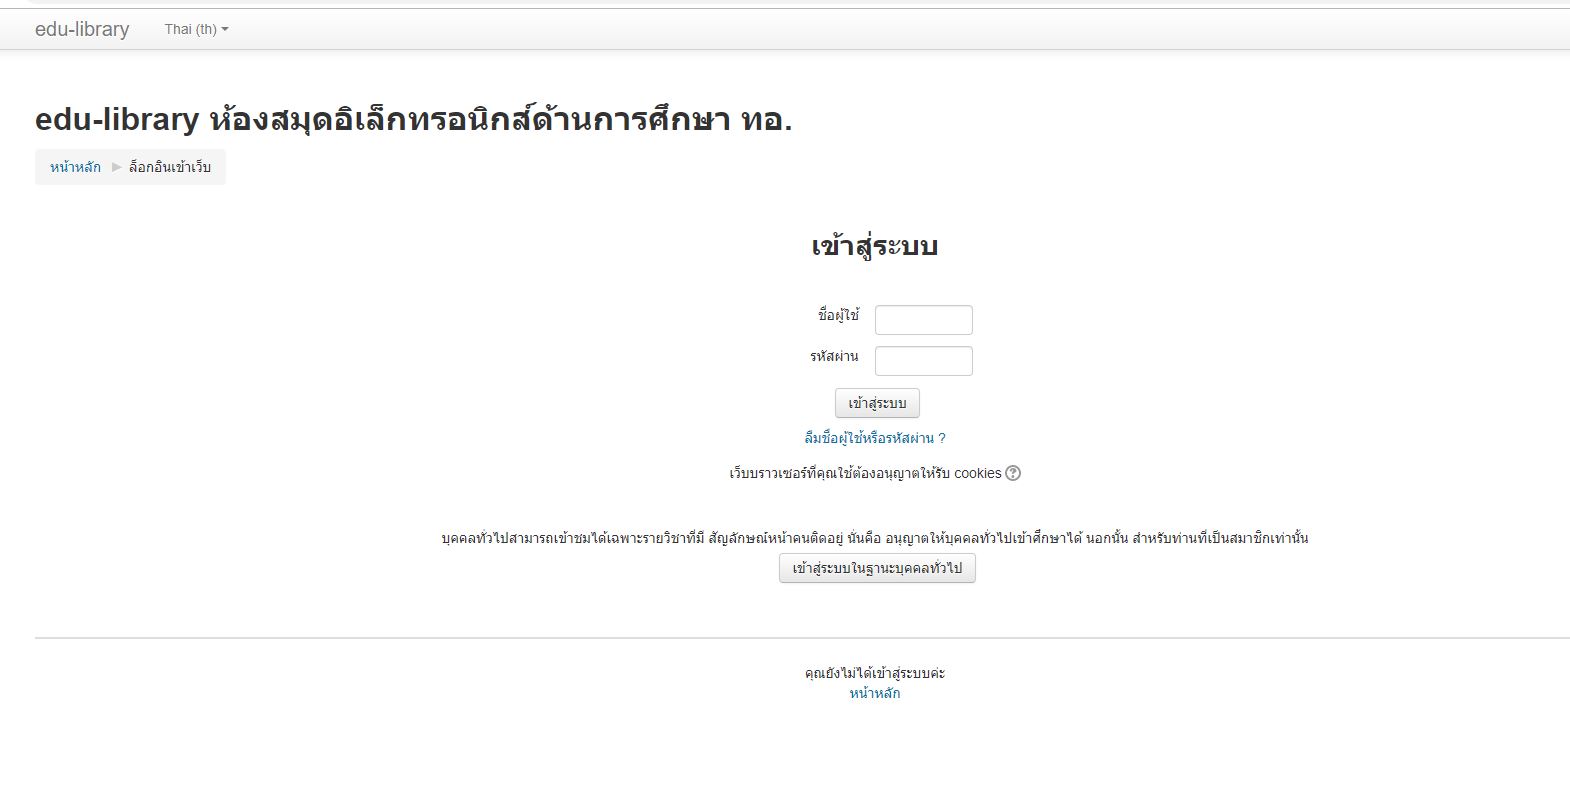 edu-library Thai (th)
edu-library ห้องสมุดอิเล็กทรอนิกส์ด้านการศึกษา ทอ.
หน้าหลัก ► ล็อกอินเข้าเว็บ
เข้าสู่ระบบ
ชื่อผู้ใช้
รหัสผ่าน
เข้าสู่ระบบ
ลืมชื่อผู้ใช้หรือรหัสผ่าน ?
เว็บบราวเซอร์ที่คุณใช้ต้องอนุญาตให้รับ cookies
บุคคลทั่วไปสามารถเข้าชมได้เฉพาะรายวิชาที่มี สัญลักษณ์หน้าคนติดอยู่ นั่นคือ อนุญาตให้บุคคลทั่วไปเข้าศึกษาได้ นอกนั้น สำหรับท่านที่เป็นสมาชิกเท่านั้น
เข้าสู่ระบบในฐานะบุคคลทั่วไป
คุณยังไม่ได้เข้าสู่ระบบค่ะ
หน้าหลัก